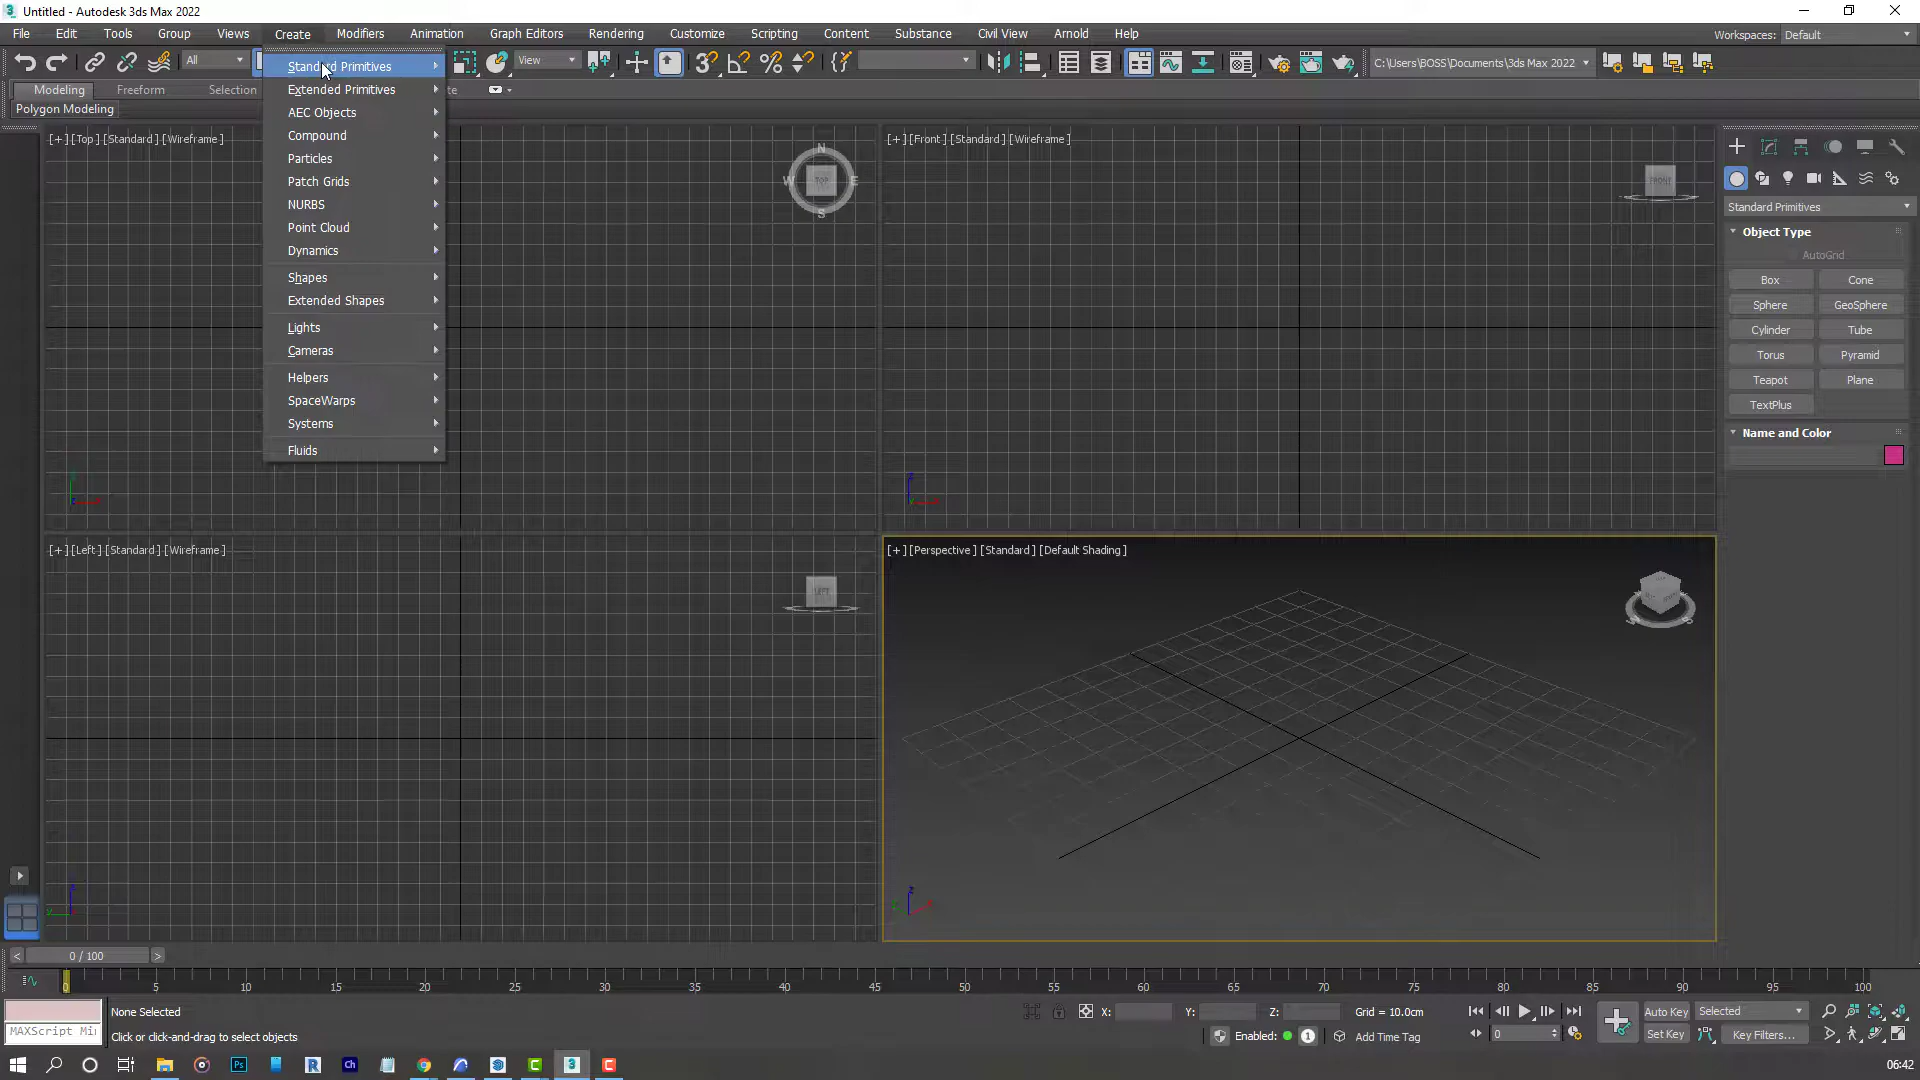 Untitled - Autodesk 3ds Max 2022
File Edit Tools Group Views Create Modifiers Animation Graph Editors Rendering Customize Scripting Content Substance Civil View Arnold Help
Workspaces: Default
All
View
C:\Users\BOSS\Documents\3ds Max 2022
Modeling Freeform Selection
Polygon Modeling
Standard Primitives
Extended Primitives
AEC Objects
Compound
Particles
Patch Grids
NURBS
Point Cloud
Dynamics
Shapes
Extended Shapes
Lights
Cameras
Helpers
SpaceWarps
Systems
Fluids
[+] [Top] [Standard] [Wireframe]
N
W TOP E
S
[+] [Front] [Standard] [Wireframe]
FRONT
[+] [Left] [Standard] [Wireframe]
LEFT
[+] [Perspective] [Standard] [Default Shading]
Standard Primitives
Object Type
AutoGrid
Box Cone
Sphere GeoSphere
Cylinder Tube
Torus Pyramid
Teapot Plane
TextPlus
Name and Color
0 / 100
0 5 10 15 20 25 30 35 40 45 50 55 60 65 70 75 80 85 90 95 100
None Selected
MAXScript Mi
Click or click-and-drag to select objects
X: Y: Z: Grid = 10.0cm
Enabled: 1 Add Time Tag
0
Auto Key Selected
Set Key Key Filters...
06:42